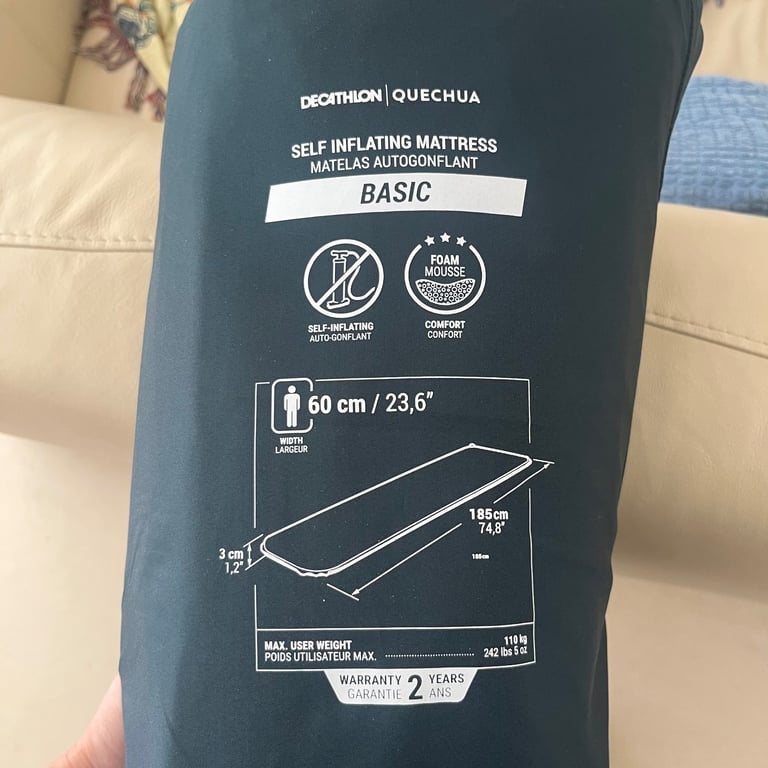 DECATHLON | QUECHUA
SELF INFLATING MATTRESS
MATELAS AUTOGONFLANT
BASIC
FOAM
MOUSSE
SELF-INFLATING
AUTO-GONFLANT
COMFORT
CONFORT
60 cm / 23,6”
WIDTH
LARGEUR
185cm
74,8”
3 cm
1,2”
185cm
MAX. USER WEIGHT
POIDS UTILISATEUR MAX. ........................
110 kg
242 lbs 5 oz
WARRANTY 2 YEARS
GARANTIE ANS